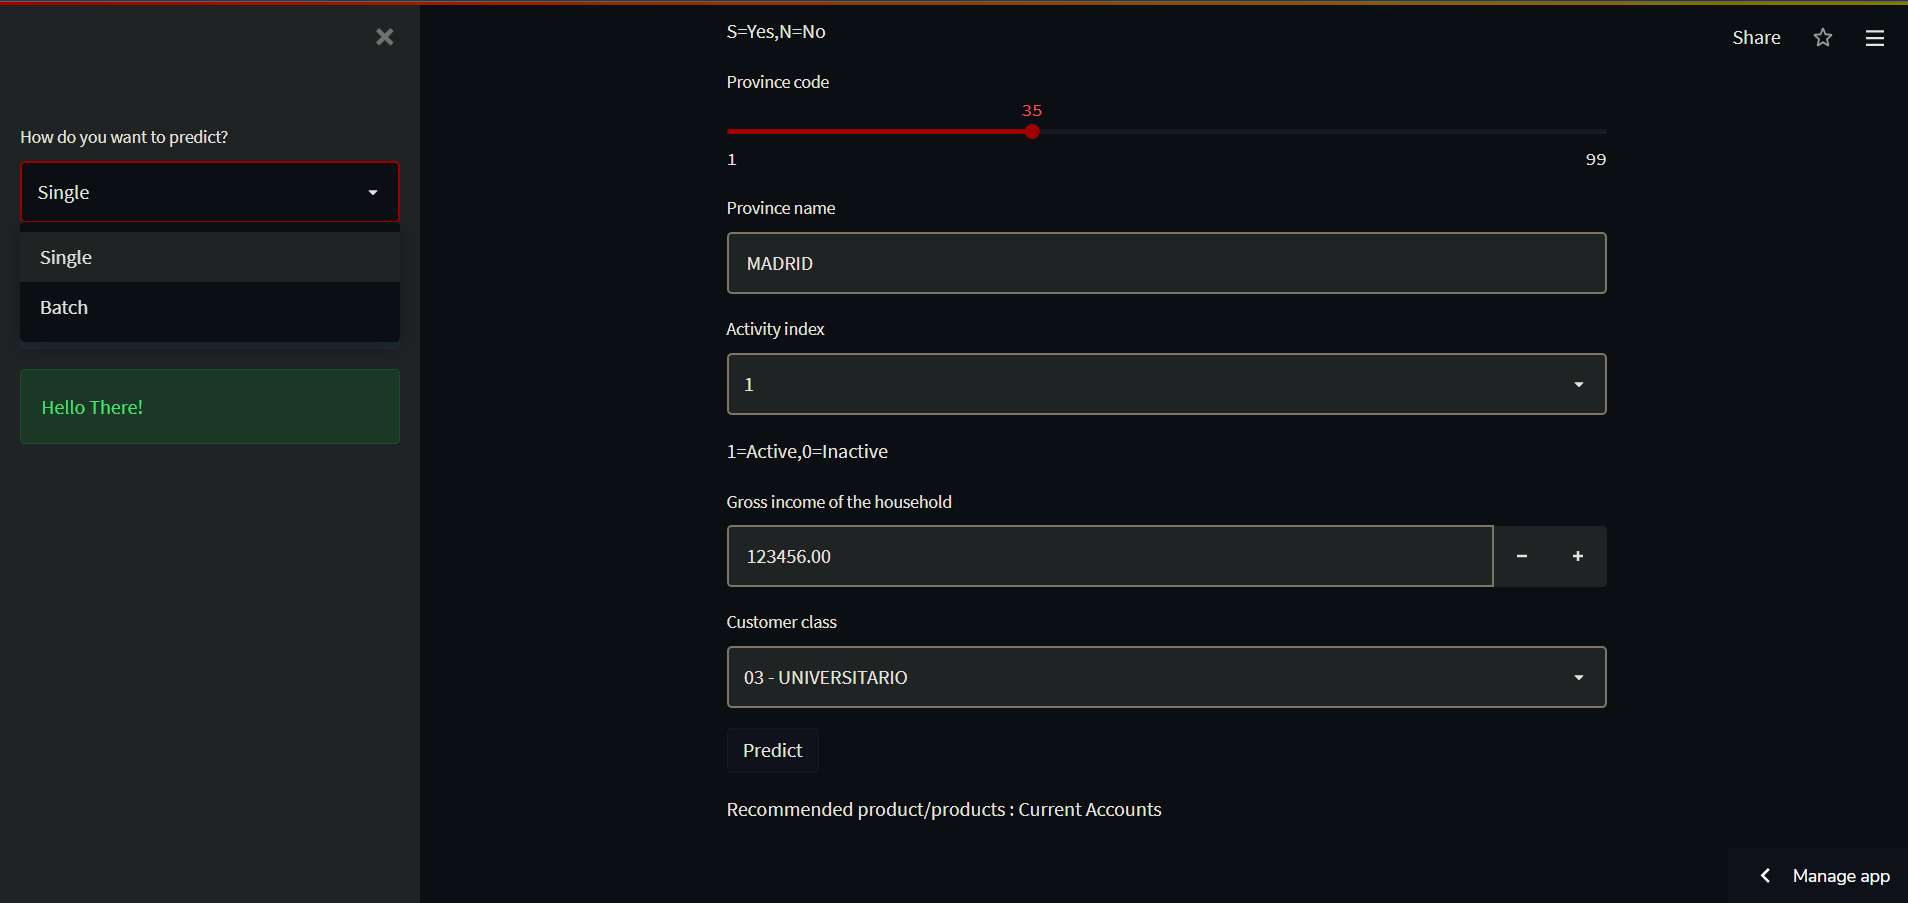 How do you want to predict?
Single
Single
Batch
Hello There!
S=Yes,N=No
Province code
35
1
99
Province name
MADRID
Activity index
1
1=Active,0=Inactive
Gross income of the household
123456.00
Customer class
03 - UNIVERSITARIO
Predict
Recommended product/products : Current Accounts
Share
Manage app